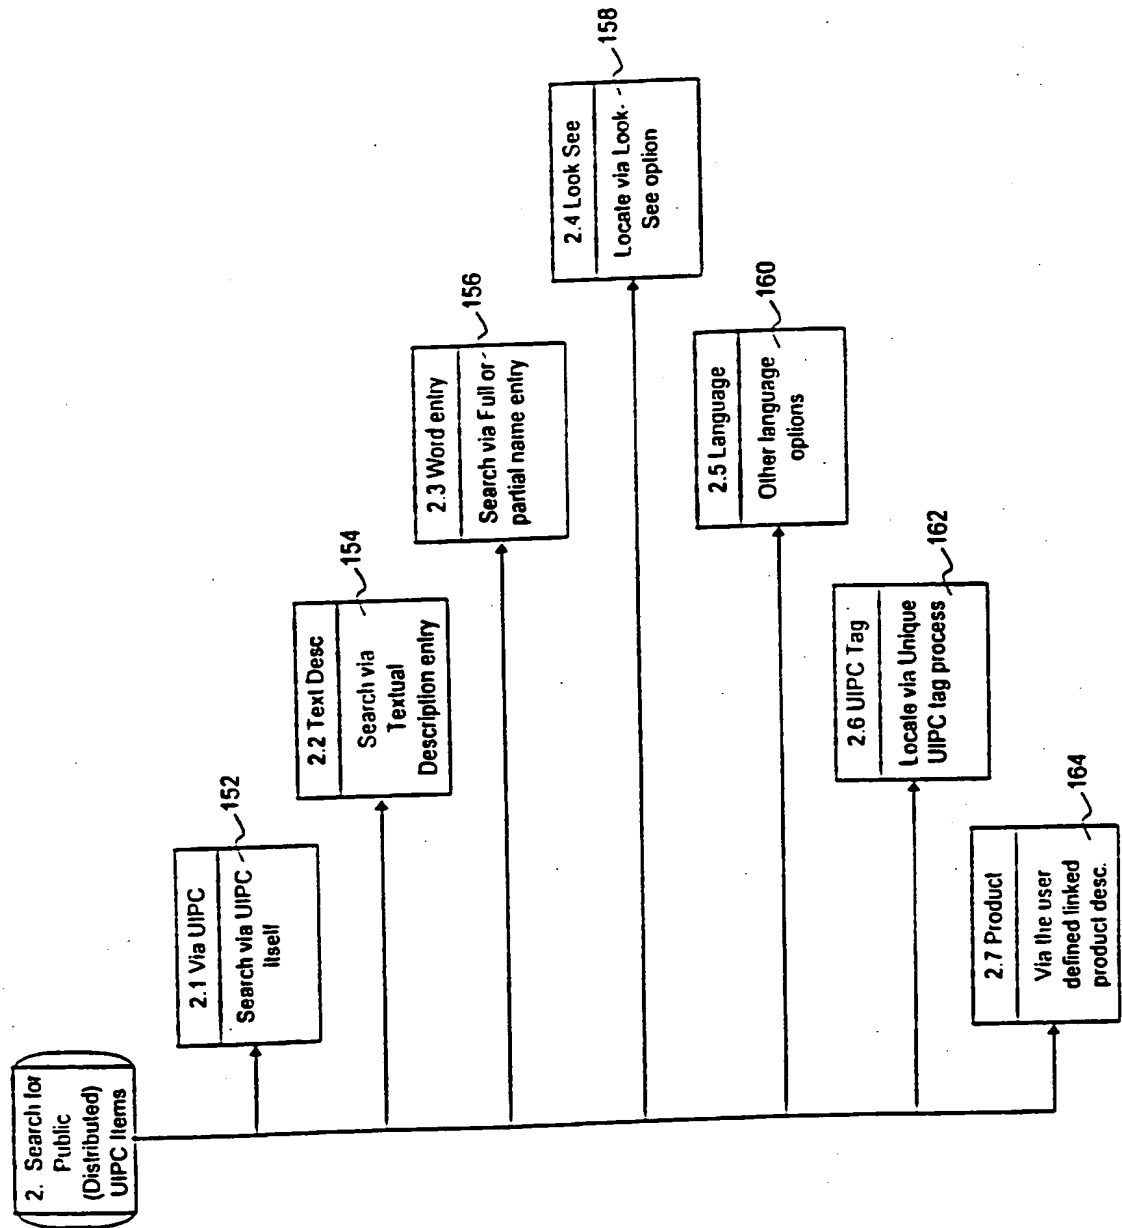 2. Search for
Public
(Distributed)
UIPC Items
2.1 Via UIPC
Search via UIPC
Itself
152
2.2 Text Desc
Search via
Textual
Description entry
154
2.3 Word entry
Search via Full or
partial name entry
156
2.4 Look See
Locate via Look-
See option
158
2.5 Language
Other language
options
160
2.6 UIPC Tag
Locate via Unique
UIPC tag process
162
2.7 Product
Via the user
defined linked
product desc.
164